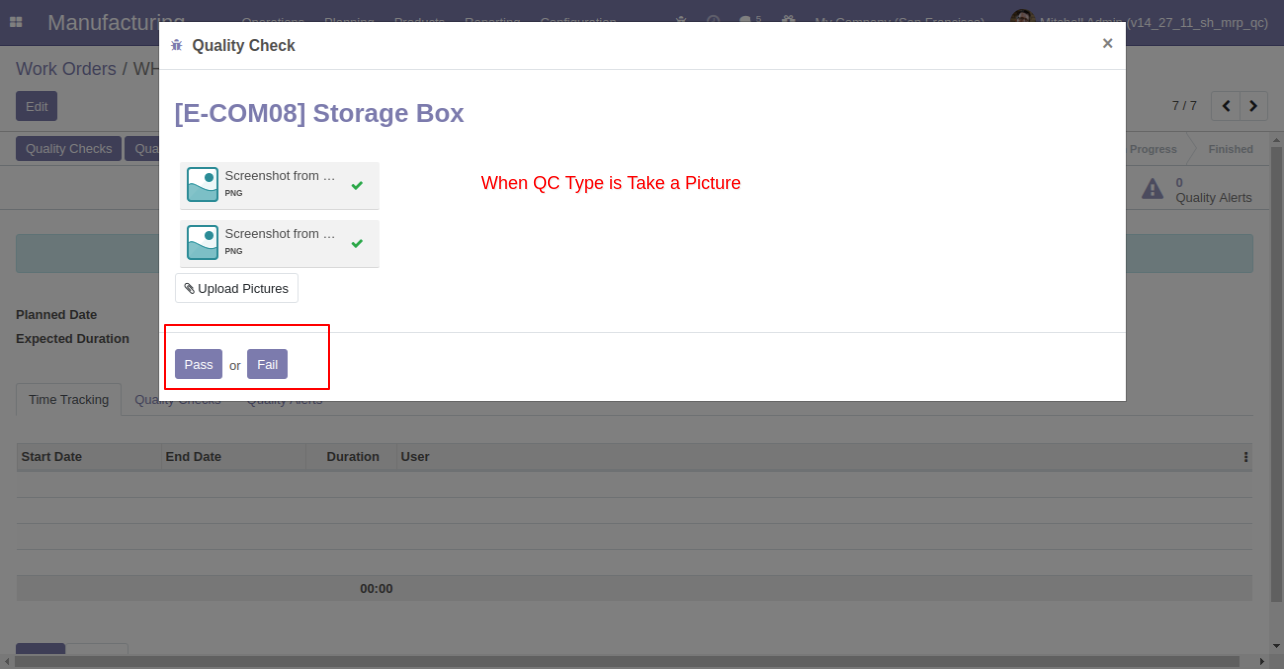 Manufacturing Operations Planning Products Reporting Configuration 5 My Company (San Francisco) Mitchell Admin (v14_27_11_sh_mrp_qc)
Quality Check ×
Work Orders / WH
[E-COM08] Storage Box
Edit 7 / 7
Quality Checks Qua Progress Finished
Screenshot from ...
PNG
When QC Type is Take a Picture
0
Quality Alerts
Screenshot from ...
PNG
Upload Pictures
Planned Date
Expected Duration
Pass or Fail
Time Tracking Quality Checks Quality Alerts
Start Date End Date Duration User
00:00